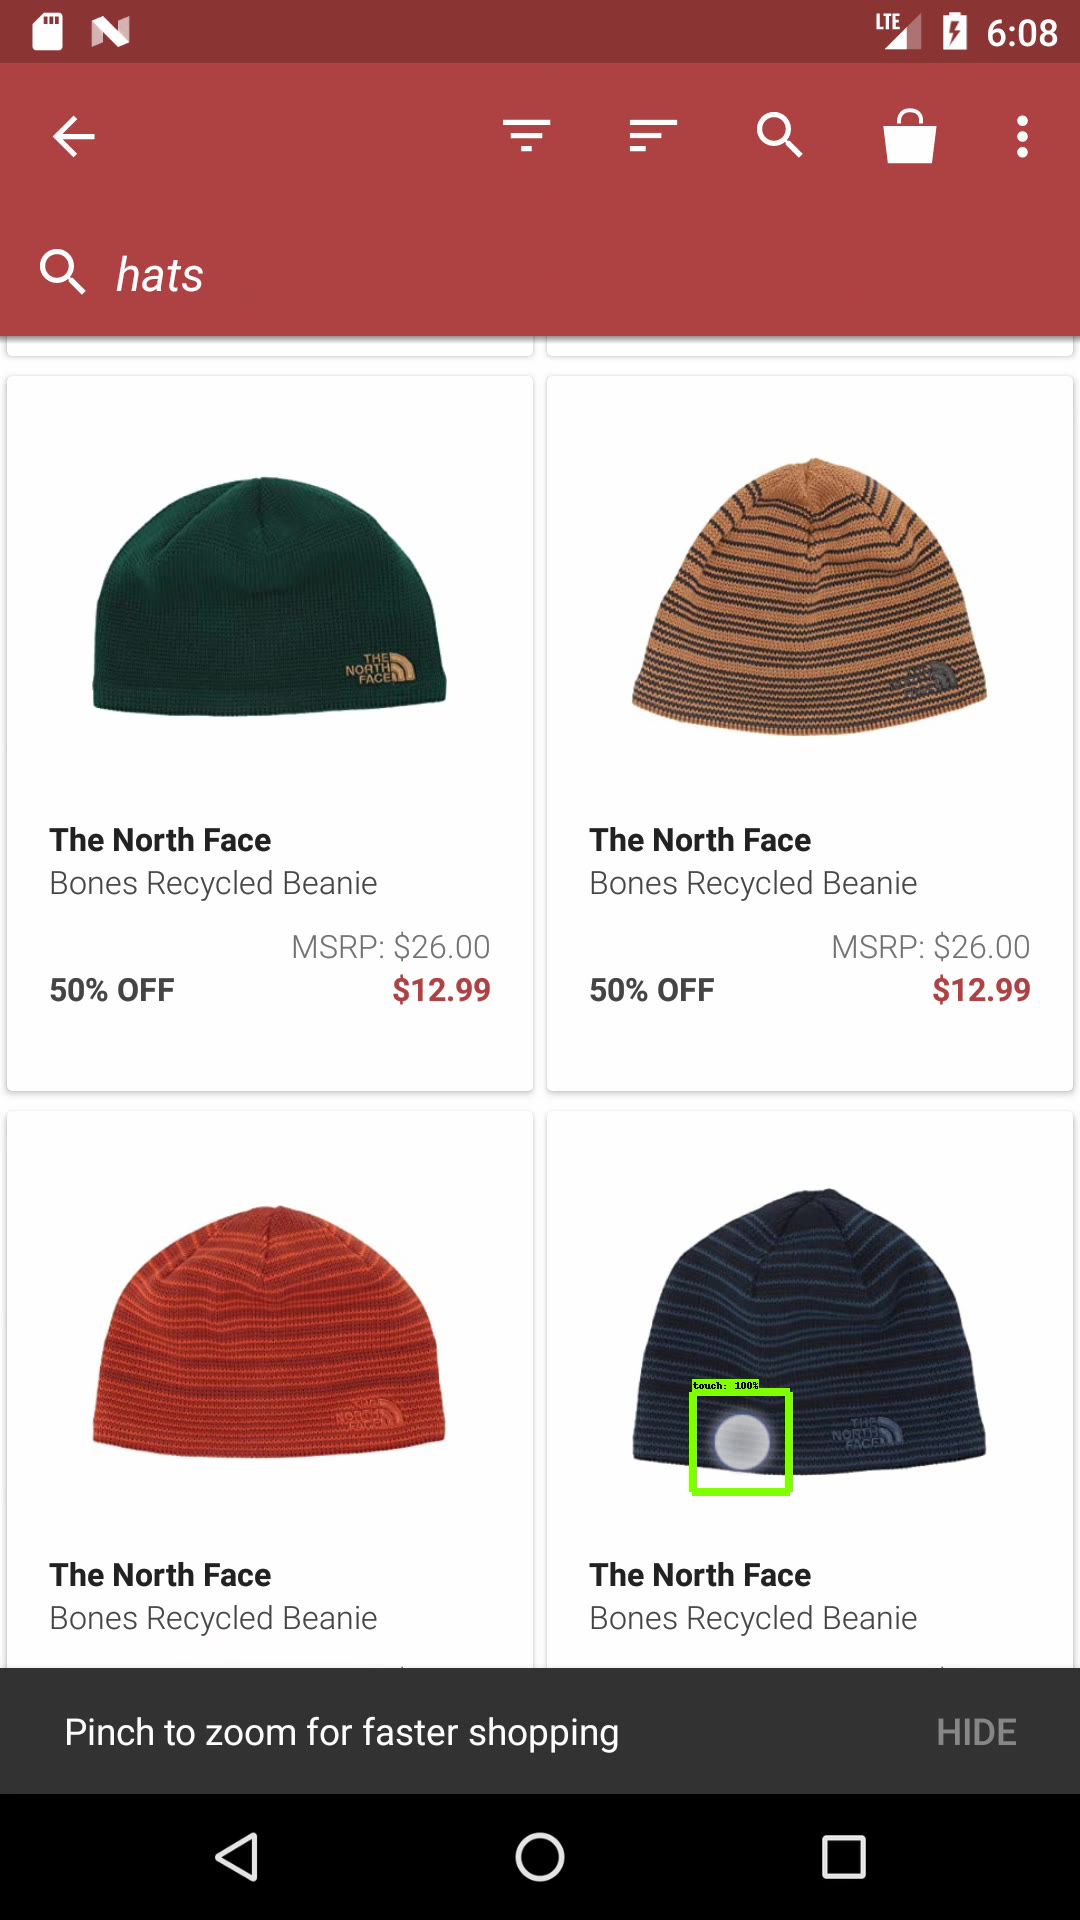 LTE 6:08
hats
THE
NORTH
FACE
The North Face
Bones Recycled Beanie
MSRP: $26.00
50% OFF $12.99
The North Face
Bones Recycled Beanie
MSRP: $26.00
50% OFF $12.99
THE
NORTH
FACE
touch: 100%
THE
NORTH
FACE
The North Face
Bones Recycled Beanie
The North Face
Bones Recycled Beanie
Pinch to zoom for faster shopping HIDE